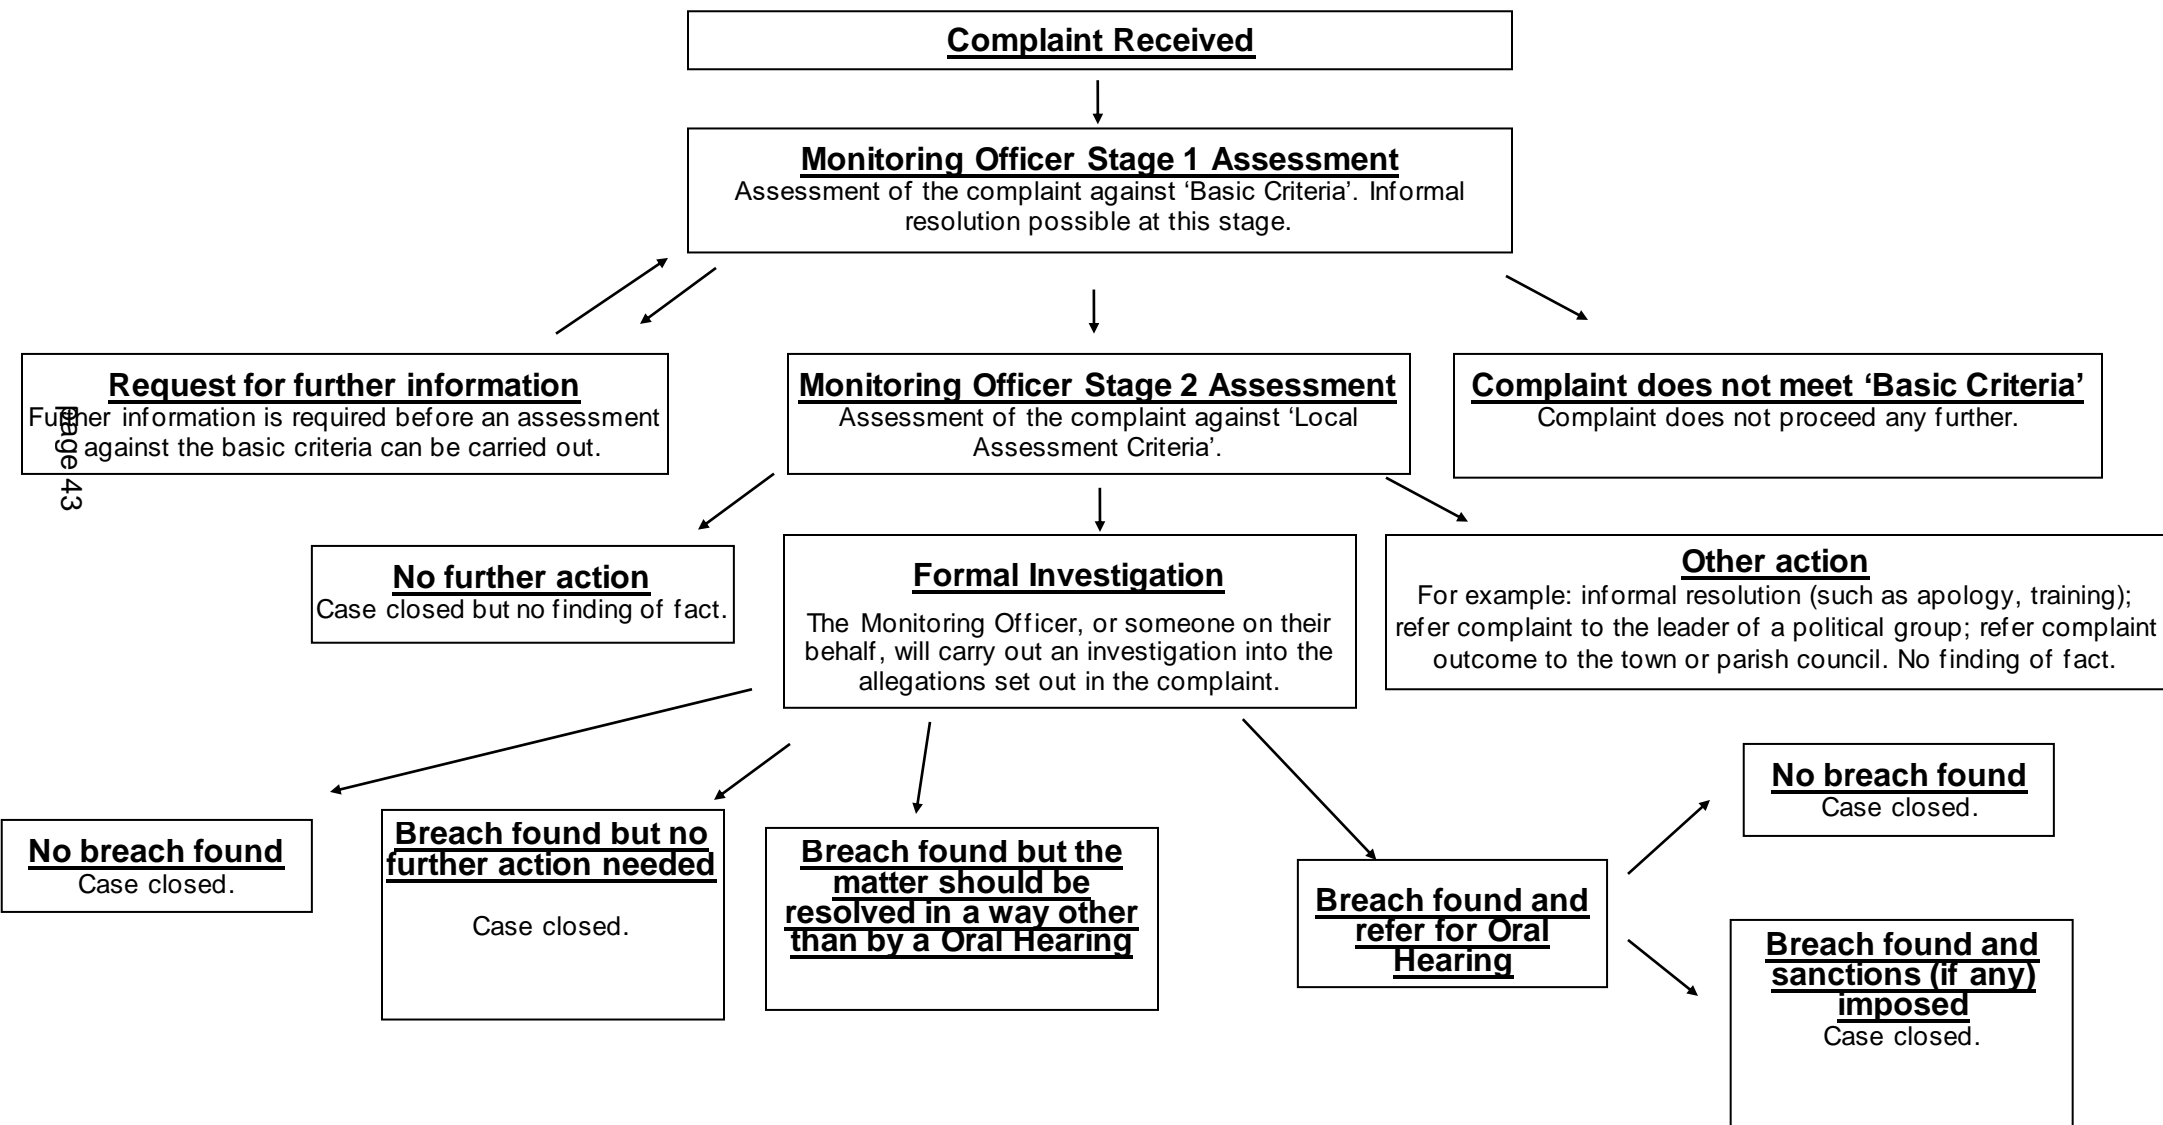 Complaint Received
Monitoring Officer Stage 1 Assessment
Assessment of the complaint against ‘Basic Criteria’. Informal
resolution possible at this stage.
Request for further information
Further information is required before an assessment
against the basic criteria can be carried out.
Page 43
Monitoring Officer Stage 2 Assessment
Assessment of the complaint against ‘Local
Assessment Criteria’.
Complaint does not meet ‘Basic Criteria’
Complaint does not proceed any further.
No further action
Case closed but no finding of fact.
Formal Investigation
The Monitoring Officer, or someone on their
behalf, will carry out an investigation into the
allegations set out in the complaint.
Other action
For example: informal resolution (such as apology, training);
refer complaint to the leader of a political group; refer complaint
outcome to the town or parish council. No finding of fact.
No breach found
Case closed.
Breach found but no
further action needed
Case closed.
Breach found but the
matter should be
resolved in a way other
than by a Oral Hearing
Breach found and
refer for Oral
Hearing
No breach found
Case closed.
Breach found and
sanctions (if any)
imposed
Case closed.